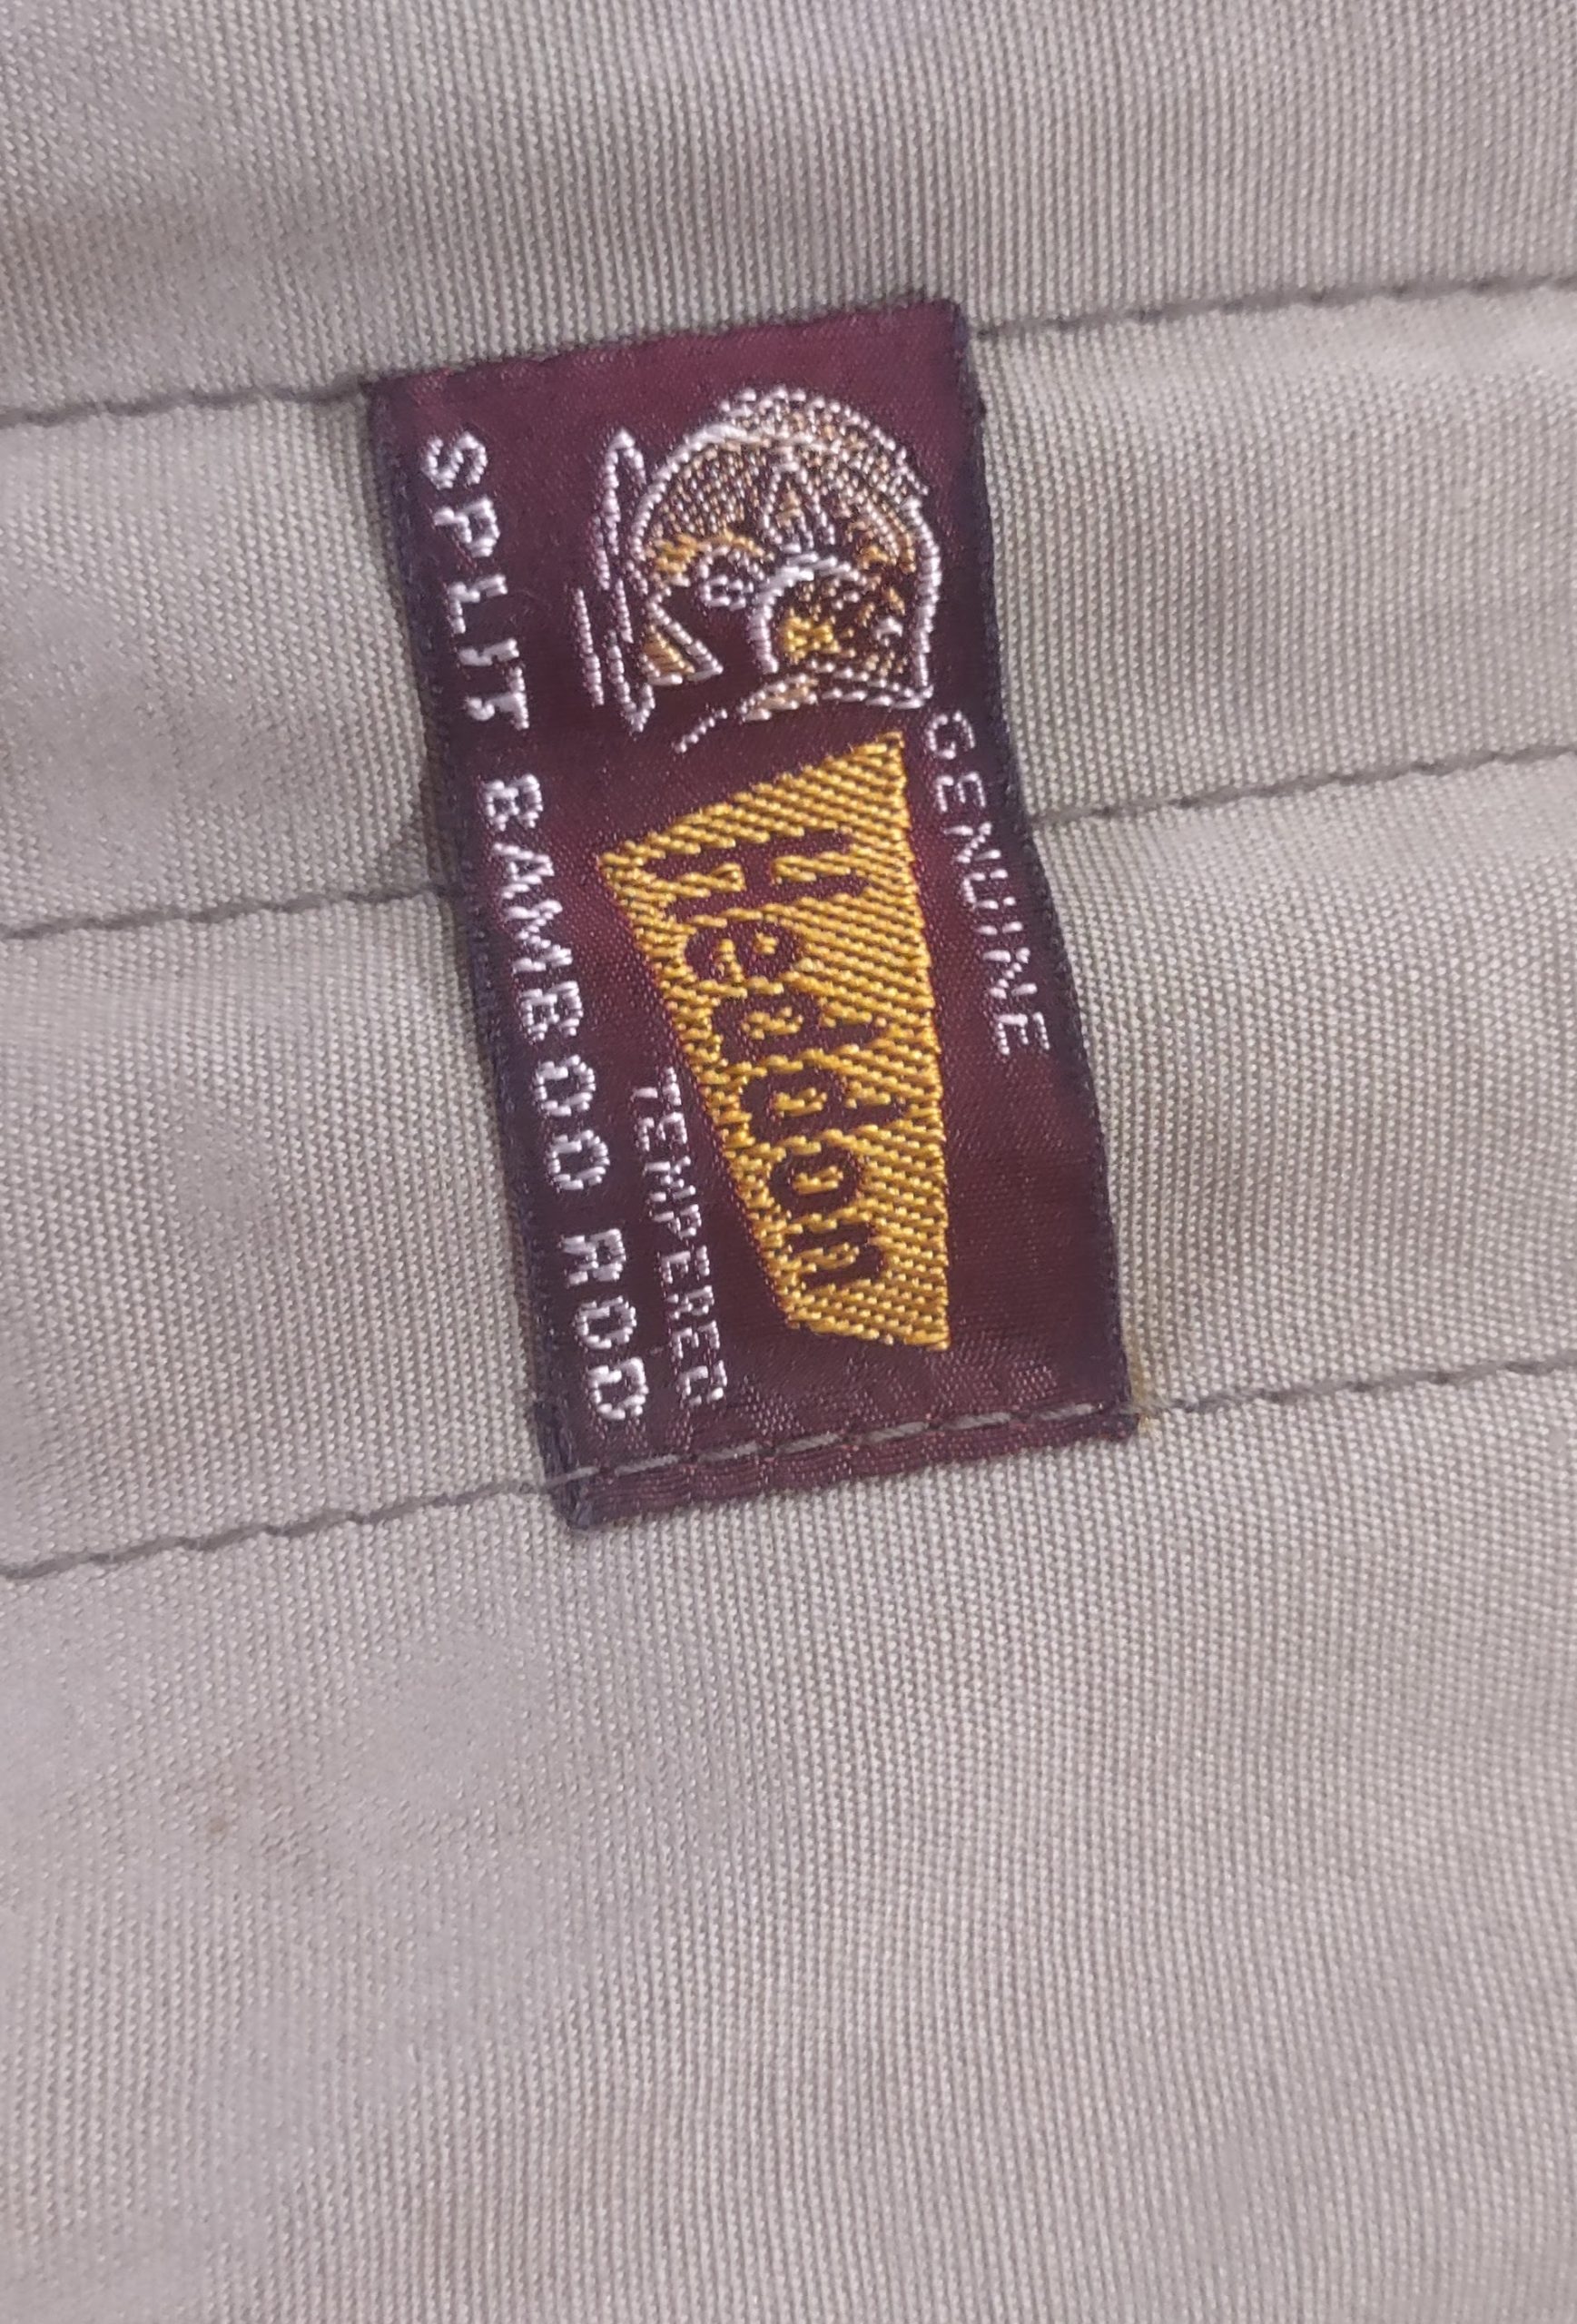 GENUINE
Heddon
TEMPERED
SPLIT BAMBOO ROD